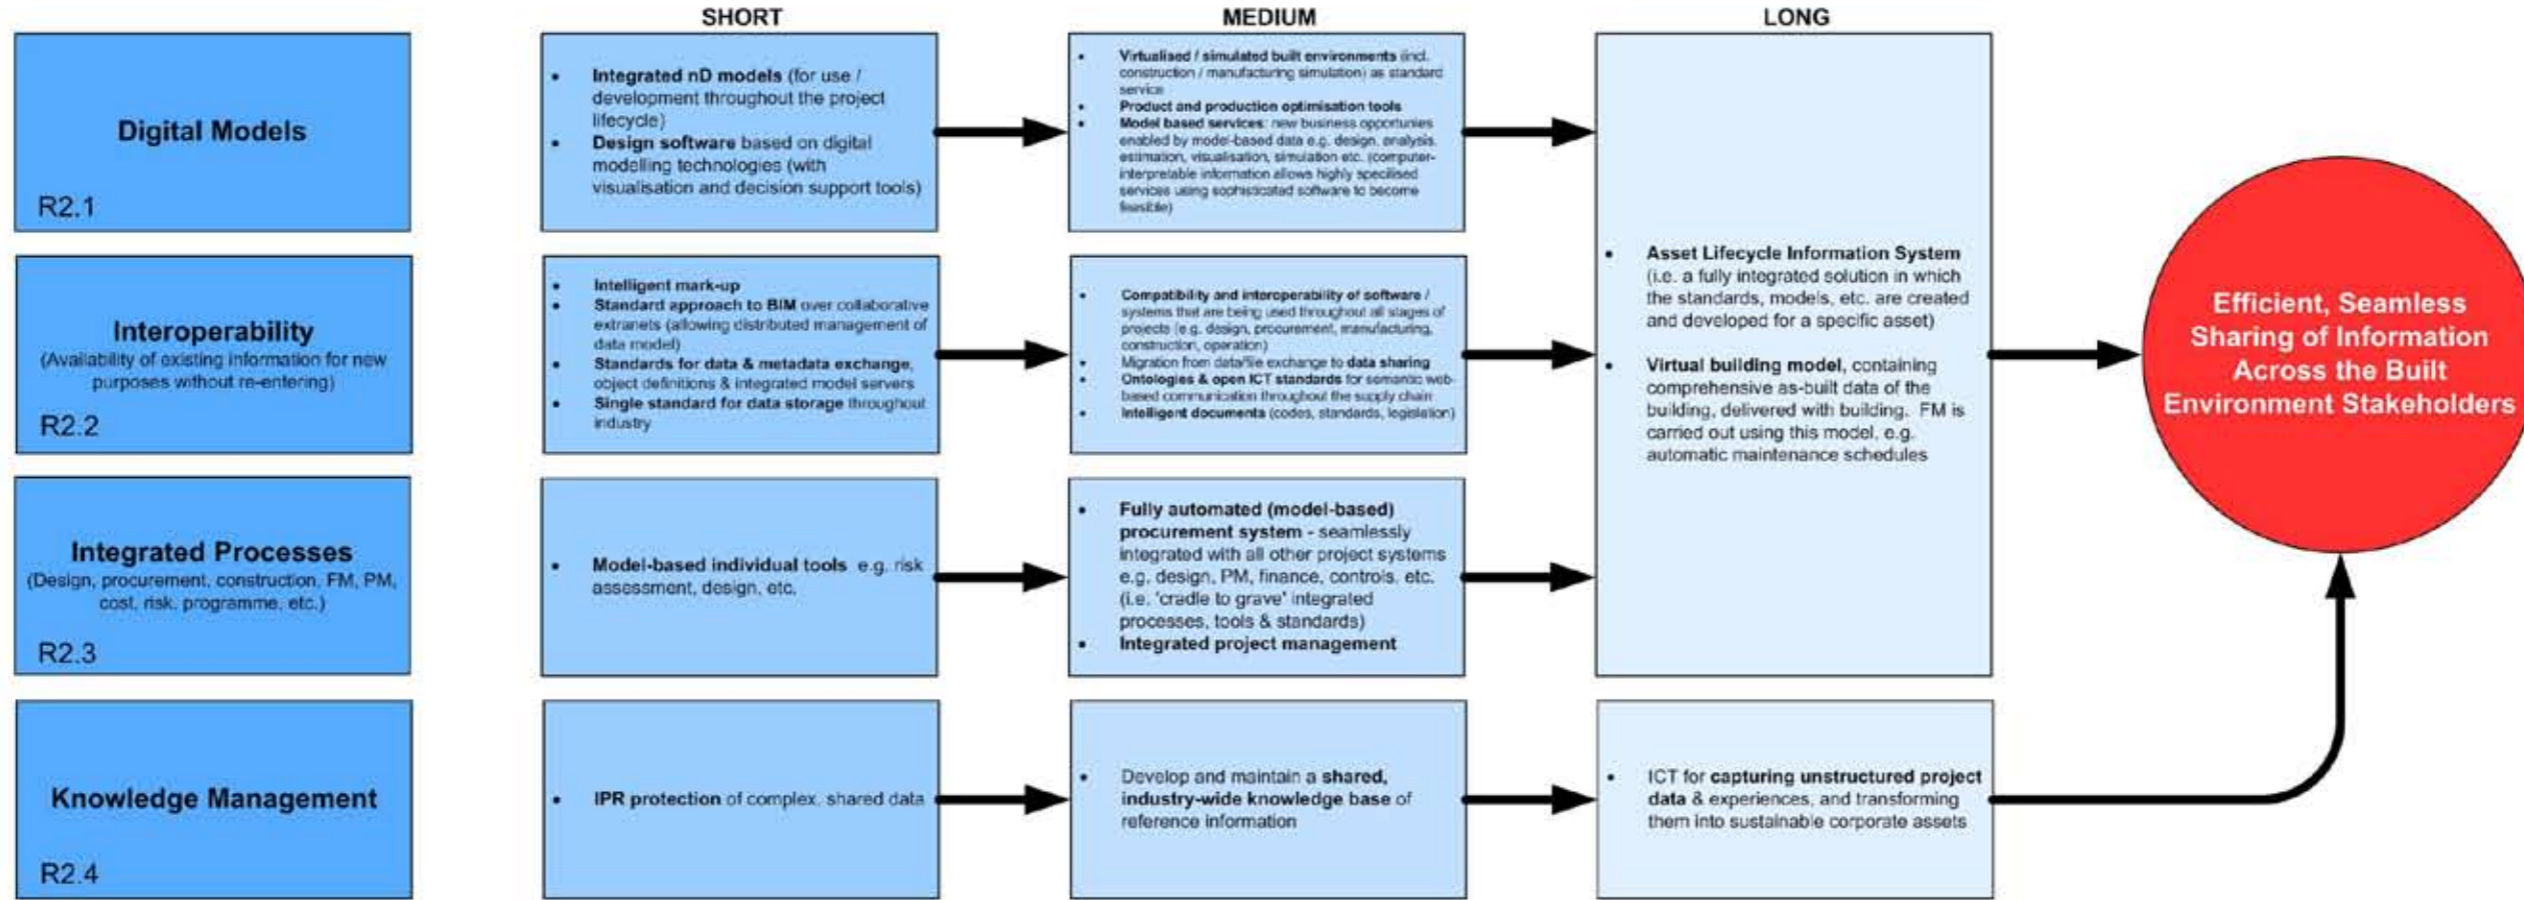 SHORT
MEDIUM
LONG
Digital Models
R2.1
• Integrated nD models (for use /
development throughout the project
lifecycle)
• Design software based on digital
modelling technologies (with
visualisation and decision support tools)
• Virtualised / simulated built environments (incl.
construction / manufacturing simulation) as standard
service
• Product and production optimisation tools
• Model based services: new business opportunies
enabled by model-based data e.g. design, analysis,
estimation, visualisation, simulation etc. (computer-
interpretable information allows highly specilised
services using sophisticated software to become
feasible)
Interoperability
(Availability of existing information for new
purposes without re-entering)
R2.2
• Intelligent mark-up
• Standard approach to BIM over collaborative
extranets (allowing distributed management of
data model)
• Standards for data & metadata exchange,
object definitions & integrated model servers
• Single standard for data storage throughout
industry
• Compatibility and interoperability of software /
systems that are being used throughout all stages of
projects (e.g. design, procurement, manufacturing,
construction, operation)
• Migration from data/file exchange to data sharing
• Ontologies & open ICT standards for semantic web-
based communication throughout the supply chain
• Intelligent documents (codes, standards, legislation)
• Asset Lifecycle Information System
(i.e. a fully integrated solution in which
the standards, models, etc. are created
and developed for a specific asset)
• Virtual building model, containing
comprehensive as-built data of the
building, delivered with building. FM is
carried out using this model, e.g.
automatic maintenance schedules
Efficient, Seamless
Sharing of Information
Across the Built
Environment Stakeholders
Integrated Processes
(Design, procurement, construction, FM, PM,
cost, risk, programme, etc.)
R2.3
• Model-based individual tools e.g. risk
assessment, design, etc.
• Fully automated (model-based)
procurement system - seamlessly
integrated with all other project systems
e.g. design, PM, finance, controls, etc.
(i.e. 'cradle to grave' integrated
processes, tools & standards)
• Integrated project management
Knowledge Management
R2.4
• IPR protection of complex, shared data
• Develop and maintain a shared,
industry-wide knowledge base of
reference information
• ICT for capturing unstructured project
data & experiences, and transforming
them into sustainable corporate assets